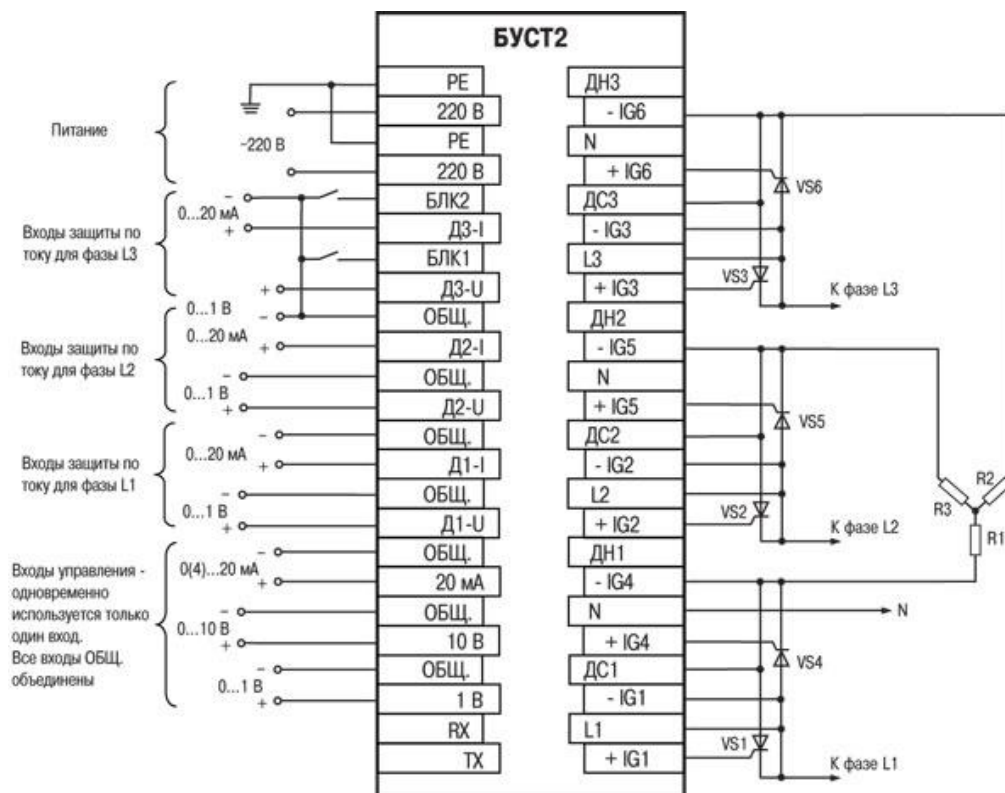 БУСТ2
Питание
~220 В
Входы защиты по
току для фазы L3
− 0...20 мА +
+ 0...1 В −
Входы защиты по
току для фазы L2
0...20 мА +
− 0...1 В +
Входы защиты по
току для фазы L1
− 0...20 мА +
− 0...1 В +
Входы управления -
одновременно
используется только
один вход.
Все входы ОБЩ.
объединены
− 0(4)...20 мА +
− 0...10 В +
− 0...1 В +
PE
220 В
PE
220 В
БЛК2
Д3-I
БЛК1
Д3-U
ОБЩ.
Д2-I
ОБЩ.
Д2-U
ОБЩ.
Д1-I
ОБЩ.
Д1-U
ОБЩ.
20 мА
ОБЩ.
10 В
ОБЩ.
1 В
RX
TX
ДН3
- IG6
N
+ IG6
ДС3
- IG3
L3
+ IG3
ДН2
- IG5
N
+ IG5
ДС2
- IG2
L2
+ IG2
ДН1
- IG4
N
+ IG4
ДС1
- IG1
L1
+ IG1
VS6
VS3
К фазе L3
VS5
VS2
К фазе L2
R2
R3
R1
N
VS4
VS1
К фазе L1